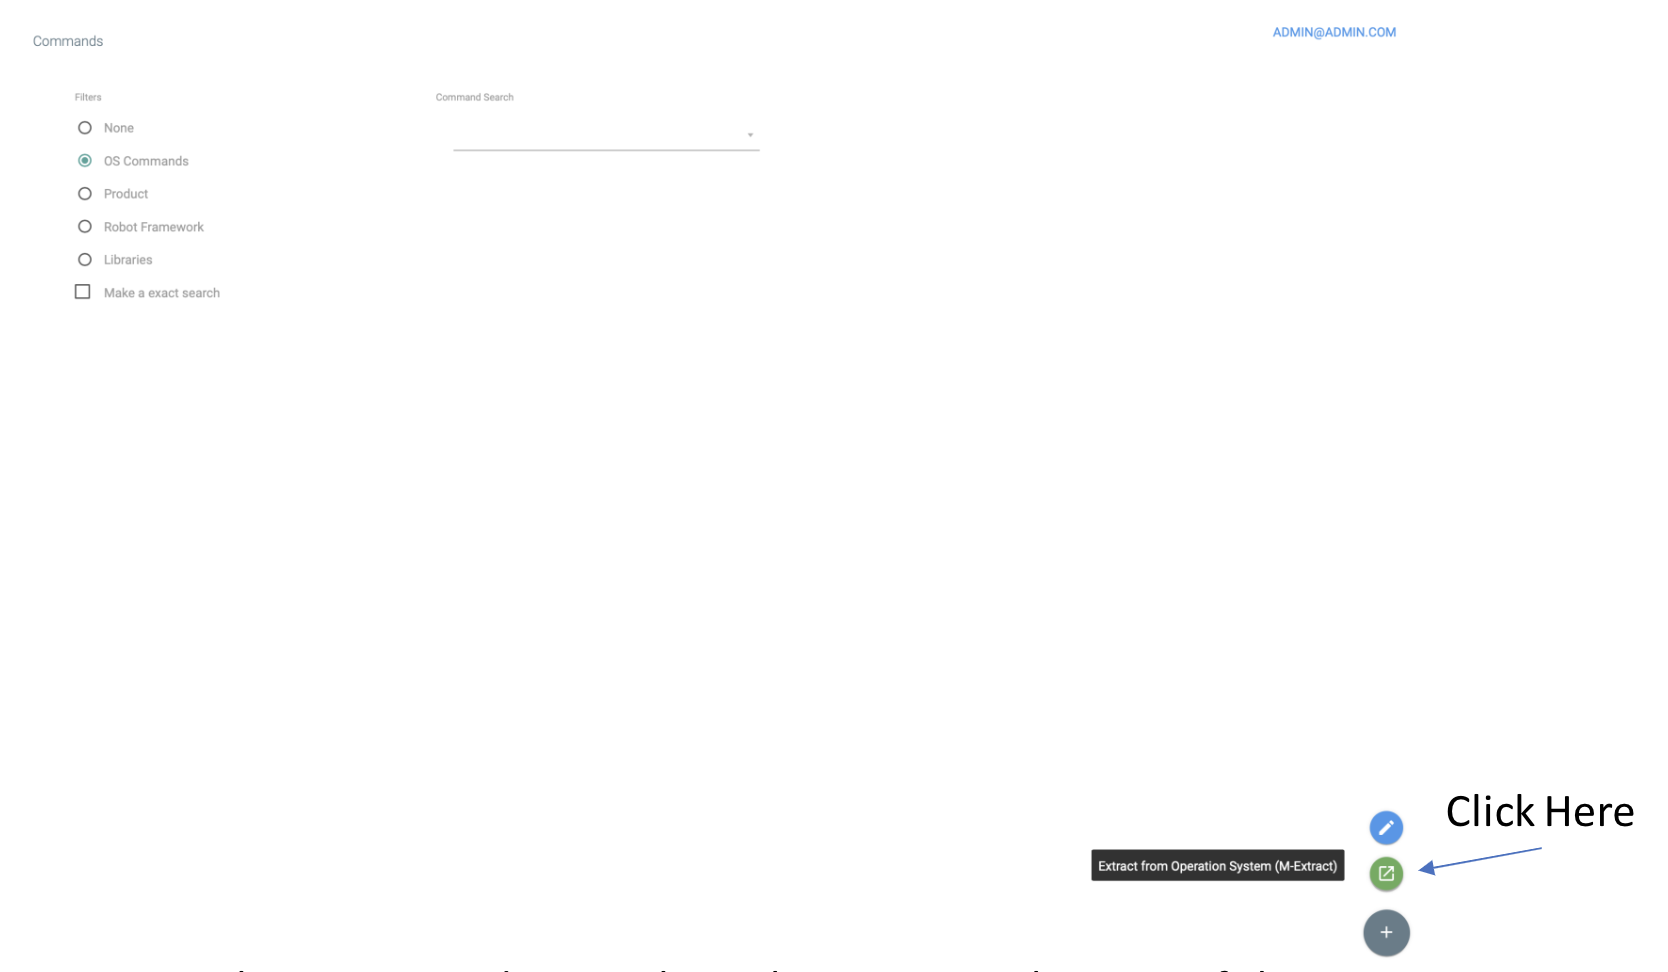 Commands
ADMIN@ADMIN.COM
Filters
None
OS Commands
Product
Robot Framework
Libraries
Make a exact search
Command Search
Click Here
Extract from Operation System (M-Extract)